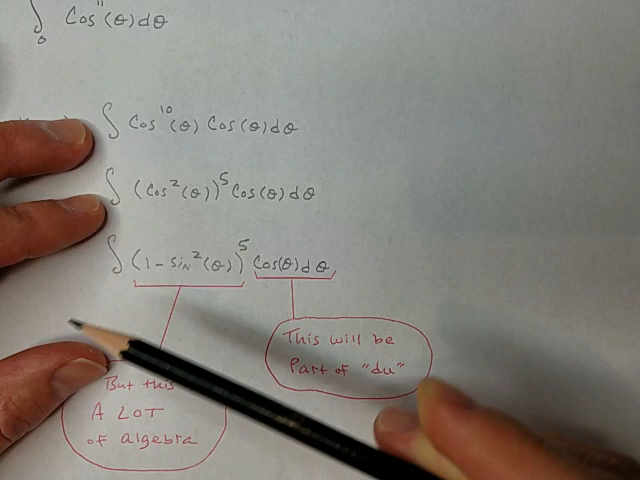 ∫₀ Cos¹¹(θ)dθ
∫ Cos¹⁰(θ) Cos(θ)dθ
∫ (Cos²(θ))⁵ Cos(θ)dθ
∫ (1-SiN²(θ))⁵ Cos(θ)dθ
This will be
Part of "du"
But this
A LOT
of algebra